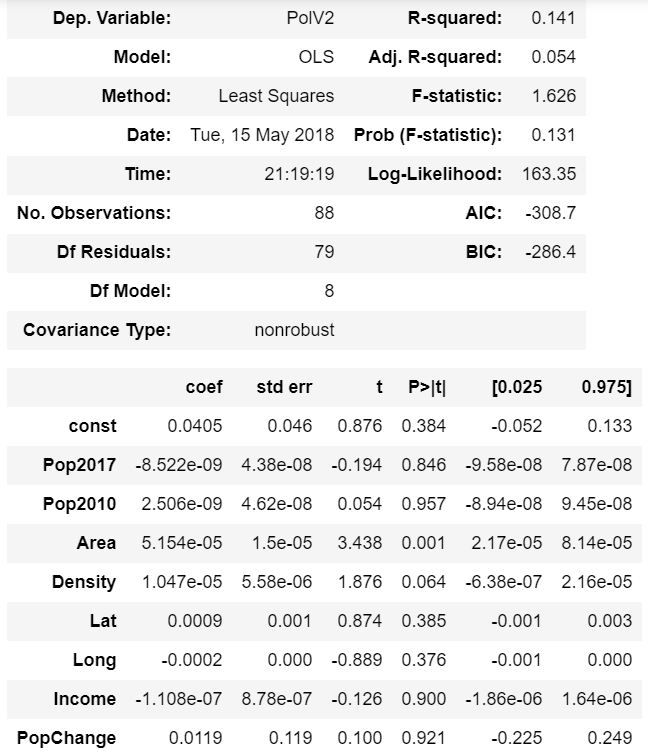 Dep. Variable: PolV2 R-squared: 0.141
Model: OLS Adj. R-squared: 0.054
Method: Least Squares F-statistic: 1.626
Date: Tue, 15 May 2018 Prob (F-statistic): 0.131
Time: 21:19:19 Log-Likelihood: 163.35
No. Observations: 88 AIC: -308.7
Df Residuals: 79 BIC: -286.4
Df Model: 8
Covariance Type: nonrobust
coef std err t P>|t| [0.025 0.975]
const 0.0405 0.046 0.876 0.384 -0.052 0.133
Pop2017 -8.522e-09 4.38e-08 -0.194 0.846 -9.58e-08 7.87e-08
Pop2010 2.506e-09 4.62e-08 0.054 0.957 -8.94e-08 9.45e-08
Area 5.154e-05 1.5e-05 3.438 0.001 2.17e-05 8.14e-05
Density 1.047e-05 5.58e-06 1.876 0.064 -6.38e-07 2.16e-05
Lat 0.0009 0.001 0.874 0.385 -0.001 0.003
Long -0.0002 0.000 -0.889 0.376 -0.001 0.000
Income -1.108e-07 8.78e-07 -0.126 0.900 -1.86e-06 1.64e-06
PopChange 0.0119 0.119 0.100 0.921 -0.225 0.249